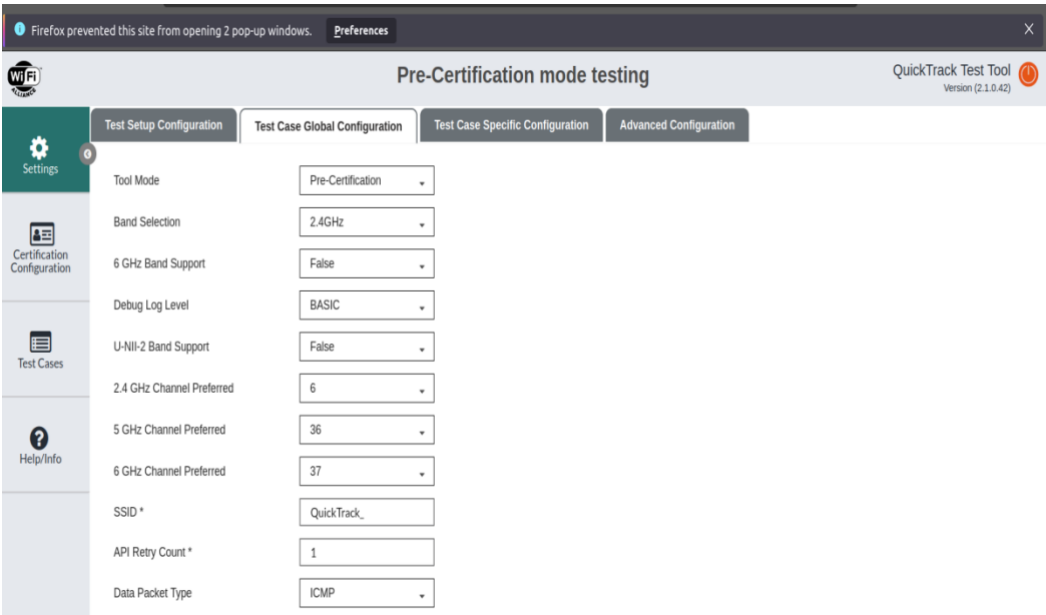 Firefox prevented this site from opening 2 pop-up windows. Preferences X
Wi Fi ALLIANCE
Pre-Certification mode testing
QuickTrack Test Tool
Version (2.1.0.42)
Test Setup Configuration Test Case Global Configuration Test Case Specific Configuration Advanced Configuration
Settings
Certification
Configuration
Test Cases
Help/Info
Tool Mode Pre-Certification
Band Selection 2.4GHz
6 GHz Band Support False
Debug Log Level BASIC
U-NII-2 Band Support False
2.4 GHz Channel Preferred 6
5 GHz Channel Preferred 36
6 GHz Channel Preferred 37
SSID * QuickTrack_
API Retry Count * 1
Data Packet Type ICMP